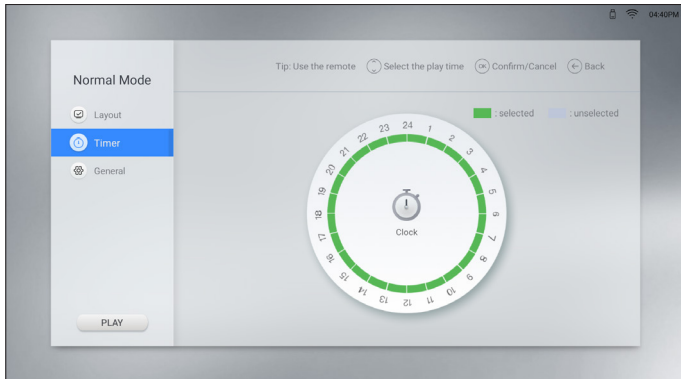 04:40PM
Normal Mode
Tip: Use the remote Select the play time OK Confirm/Cancel Back
Layout
Timer
General
PLAY
: selected : unselected
24
1
2
3
4
5
6
7
8
9
10
11
12
13
14
15
16
17
18
19
20
21
22
23
Clock